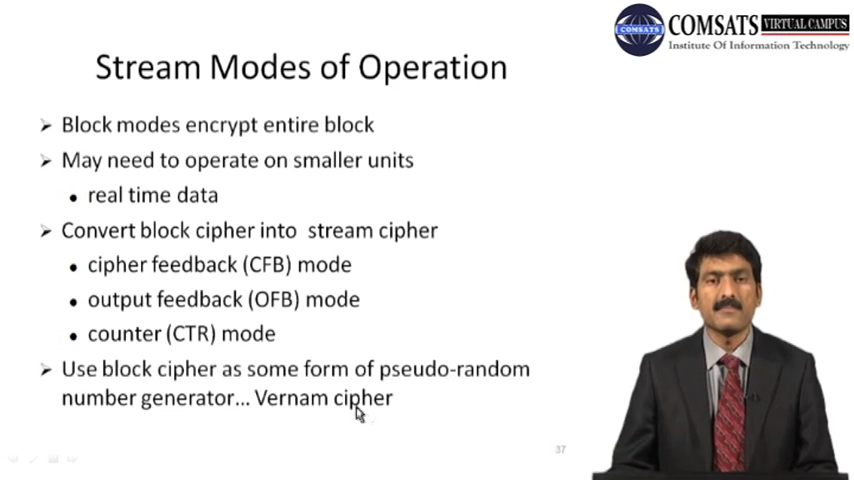 COMSATS
COMSATS VIRTUAL CAMPUS
Institute Of Information Technology
Stream Modes of Operation
➢ Block modes encrypt entire block
➢ May need to operate on smaller units
• real time data
➢ Convert block cipher into stream cipher
• cipher feedback (CFB) mode
• output feedback (OFB) mode
• counter (CTR) mode
➢ Use block cipher as some form of pseudo-random
number generator... Vernam cipher
37